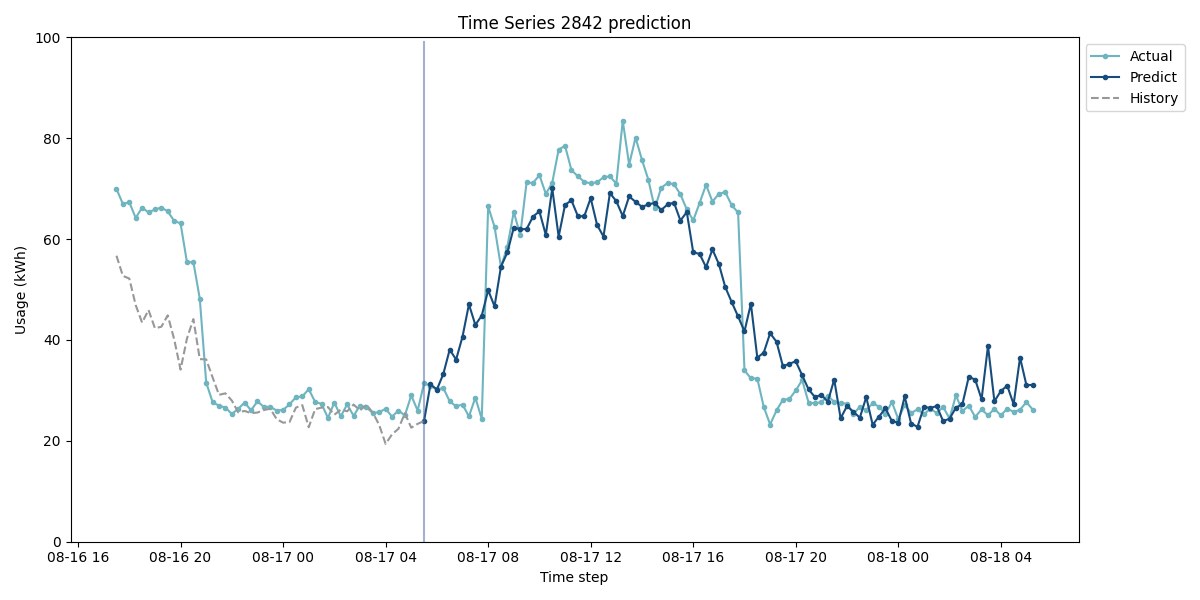 Time Series 2842 prediction
100
80
60
40
20
0
Usage (kWh)
08-16 16
08-16 20
08-17 00
08-17 04
08-17 08
08-17 12
08-17 16
08-17 20
08-18 00
08-18 04
Time step
Actual
Predict
History